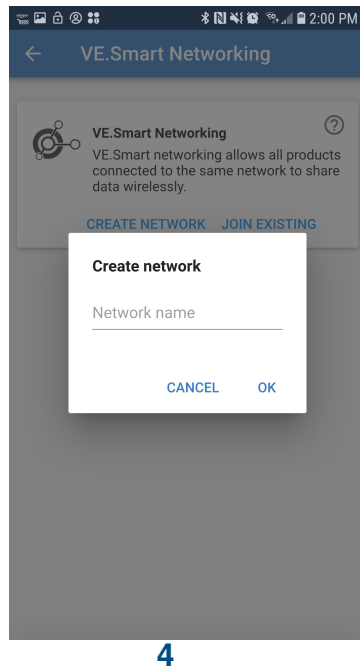 2:00 PM
VE.Smart Networking
VE.Smart Networking
VE.Smart networking allows all products
connected to the same network to share
data wirelessly.
CREATE NETWORK JOIN EXISTING
Create network
Network name
CANCEL OK
4